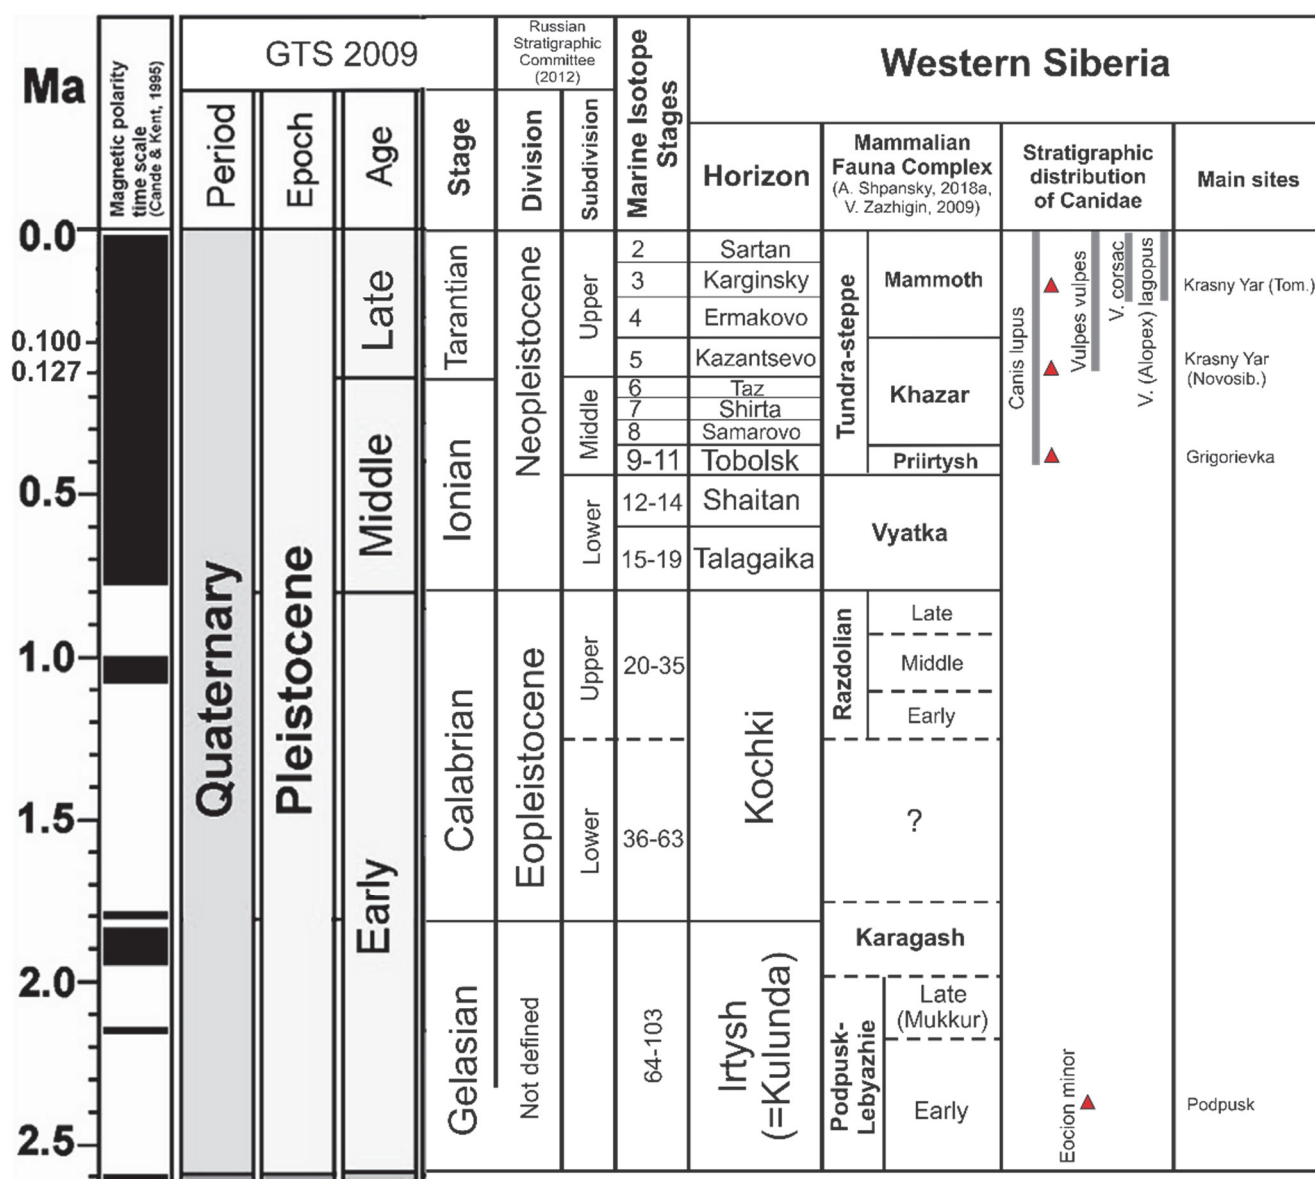 Ma
Magnetic polarity
time scale
(Cande & Kent, 1995)
GTS 2009
Period
Epoch
Age
Stage
Russian
Stratigraphic
Committee
(2012)
Division
Subdivision
Marine Isotope
Stages
Western Siberia
Horizon
Mammalian
Fauna Complex
(A. Shpansky, 2018a,
V. Zazhigin, 2009)
Stratigraphic
distribution
of Canidae
Main sites
0.0
0.100
0.127
0.5
1.0
1.5
2.0
2.5
Quaternary
Pleistocene
Late
Middle
Early
Tarantian
Ionian
Calabrian
Gelasian
Neopleistocene
Eopleistocene
Not defined
Upper
Middle
Lower
Upper
Lower
2
3
4
5
6
7
8
9-11
12-14
15-19
20-35
36-63
64-103
Sartan
Karginsky
Ermakovo
Kazantsevo
Taz
Shirta
Samarovo
Tobolsk
Shaitan
Talagaika
Kochki
Irtysh
(=Kulunda)
Tundra-steppe
Mammoth
Khazar
Priirtysh
Vyatka
Razdolian
Late
Middle
Early
?
Karagash
Podpusk-
Lebyazhie
Late
(Mukkur)
Early
Canis lupus
Vulpes vulpes
V. corsac
V. (Alopex) lagopus
Eocion minor
Krasny Yar (Tom.)
Krasny Yar
(Novosib.)
Grigorievka
Podpusk